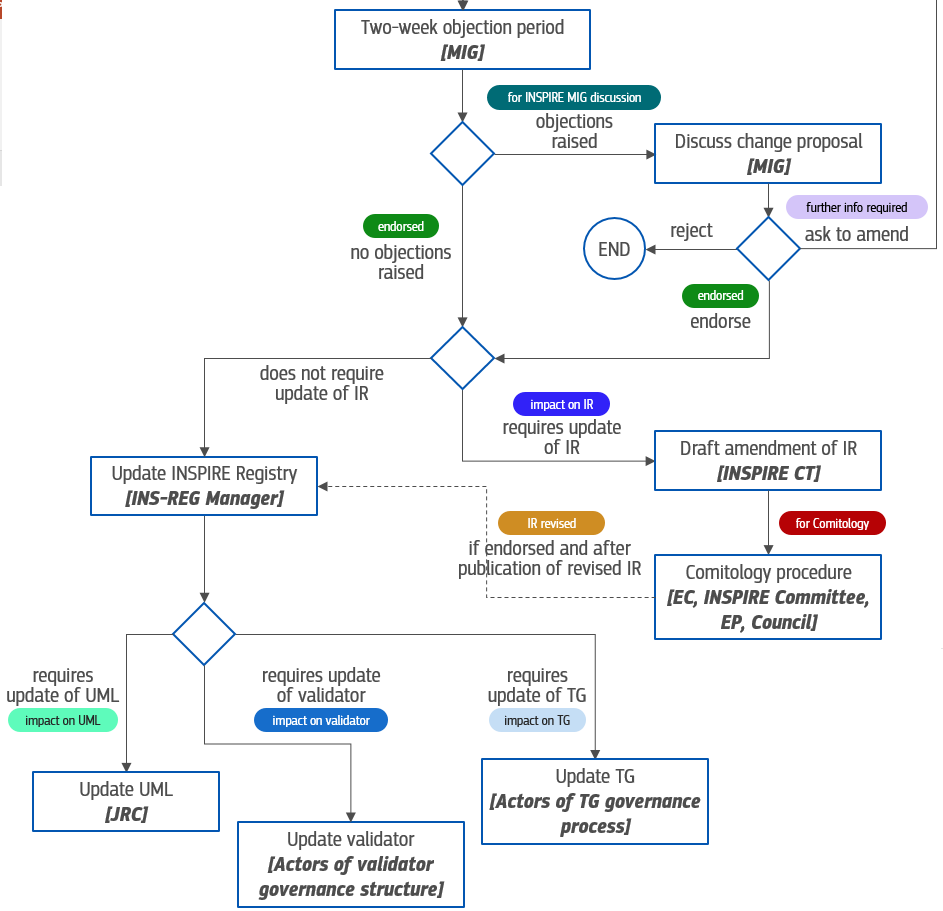 Two-week objection period
[MIG]
for INSPIRE MIG discussion
objections
raised
Discuss change proposal
[MIG]
further info required
ask to amend
endorsed
no objections
raised
reject
END
endorsed
endorse
does not require
update of IR
impact on IR
requires update
of IR
Draft amendment of IR
[INSPIRE CT]
Update INSPIRE Registry
[INS-REG Manager]
IR revised
if endorsed and after
publication of revised IR
for Comitology
Comitology procedure
[EC, INSPIRE Committee,
EP, Council]
requires
update of UML
impact on UML
requires update
of validator
impact on validator
requires
update of TG
impact on TG
Update UML
[JRC]
Update validator
[Actors of validator
governance structure]
Update TG
[Actors of TG governance
process]